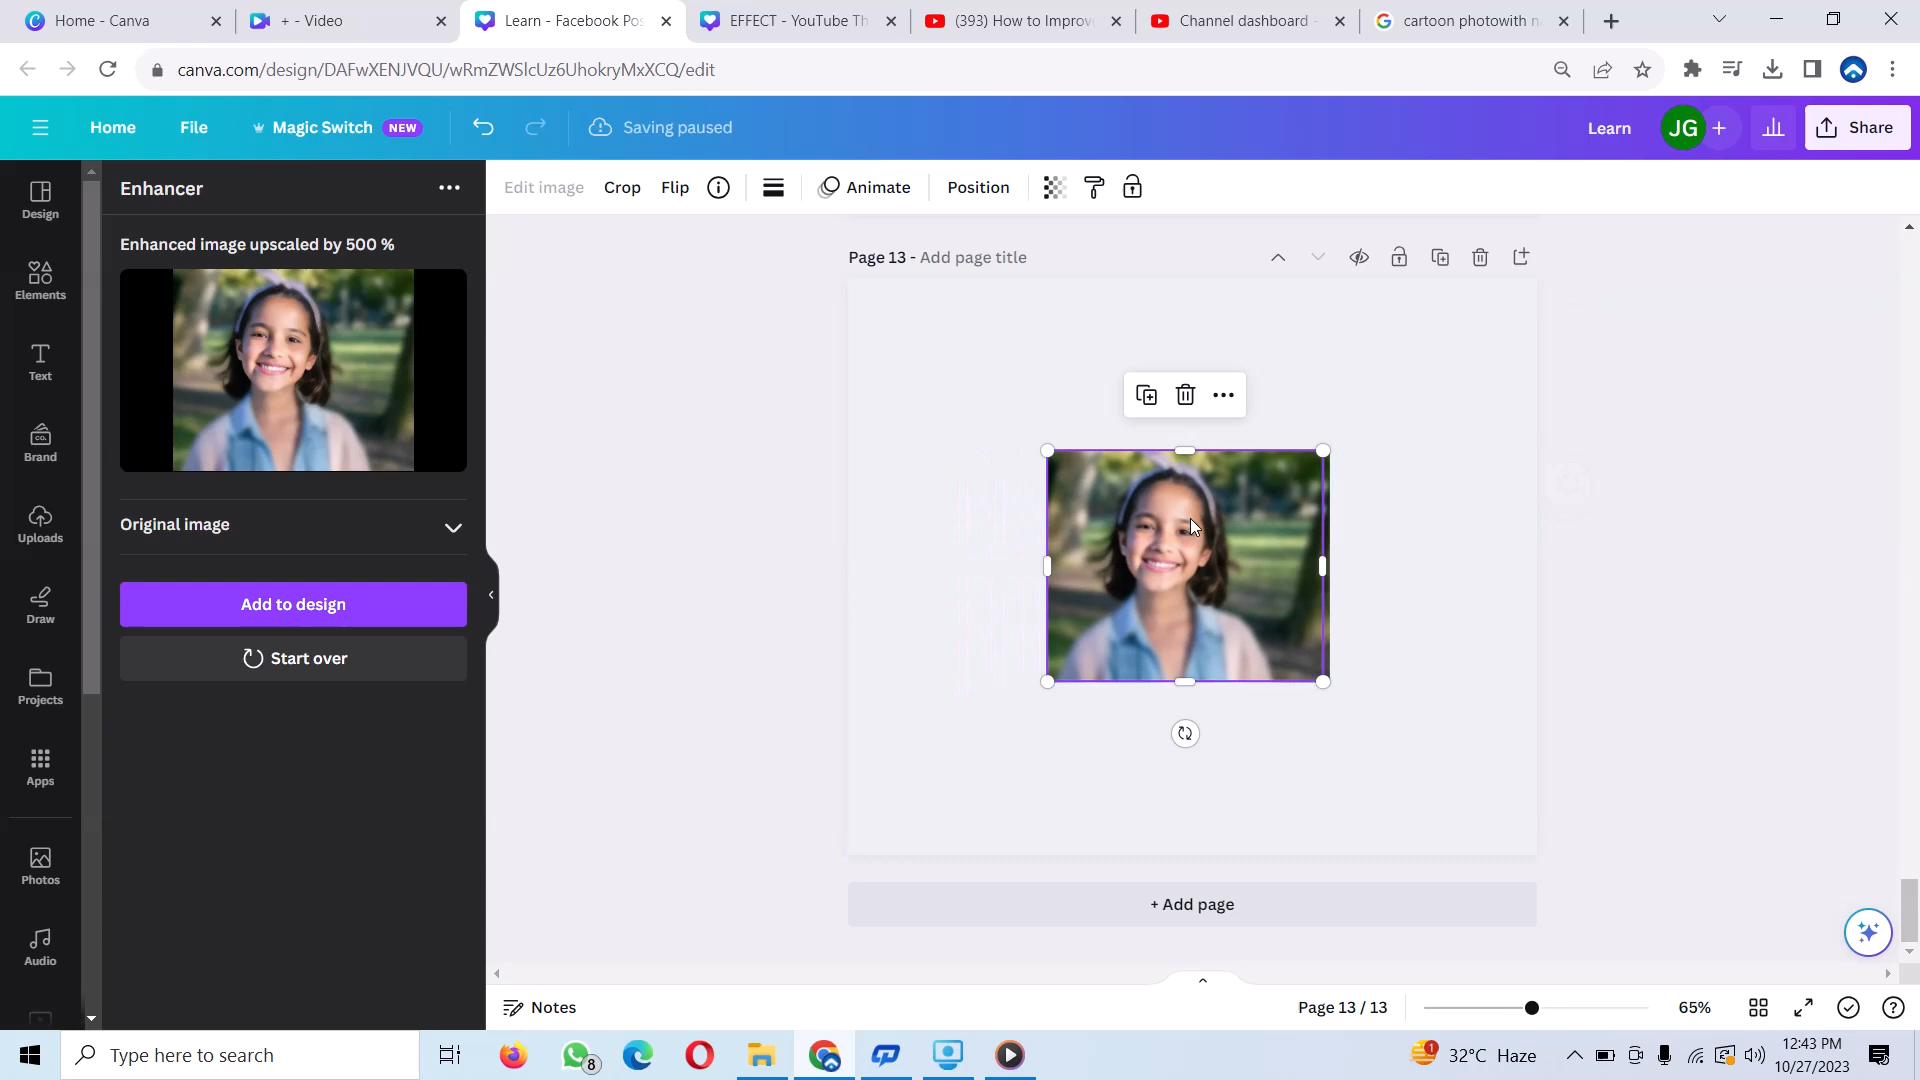 Home - Canva
+ - Video
Learn - Facebook Pos
EFFECT - YouTube Th
(393) How to Improve
Channel dashboard -
cartoon photowith n
canva.com/design/DAFwXENJVQU/wRmZWSlcUz6UhokryMxXCQ/edit
Home
File
Magic Switch NEW
Saving paused
Learn
JG
+
Share
Design
Elements
Text
Brand
Uploads
Draw
Projects
Apps
Photos
Audio
Enhancer
Enhanced image upscaled by 500 %
Original image
Add to design
Start over
Edit image
Crop
Flip
Animate
Position
Page 13 - Add page title
+ Add page
Notes
Page 13 / 13
65%
Type here to search
8
1
32°C Haze
12:43 PM
10/27/2023